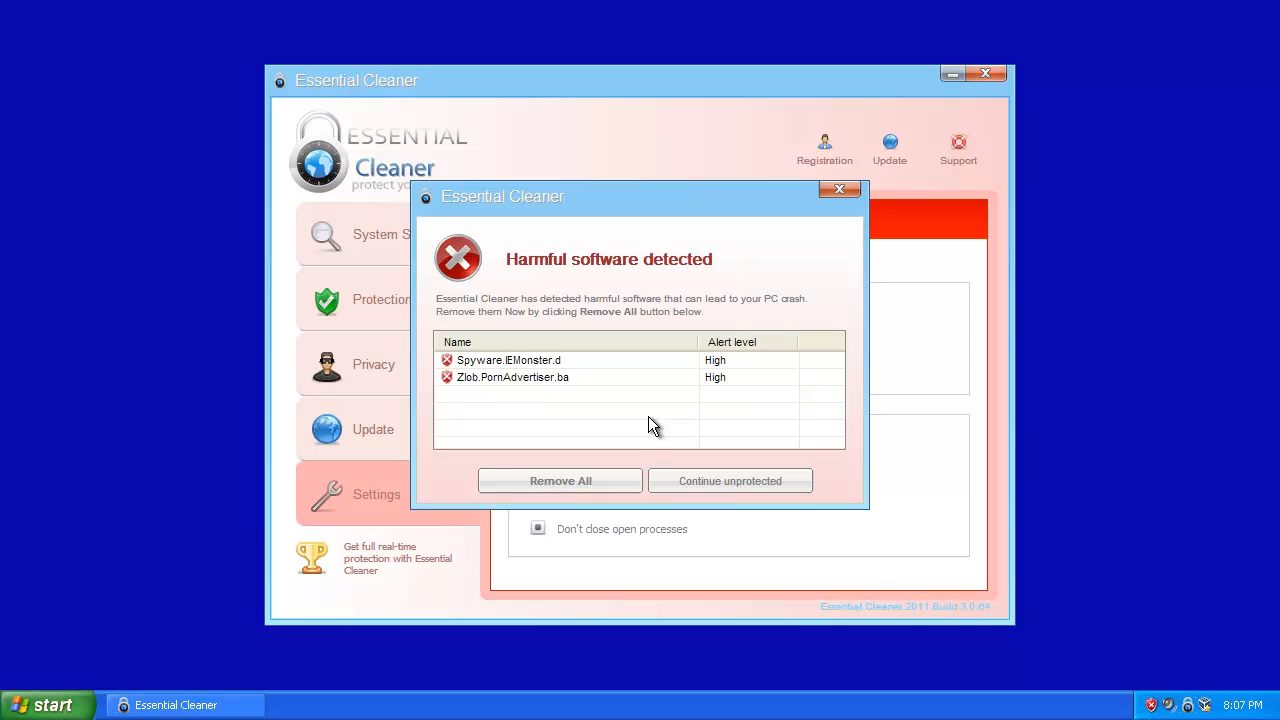 Essential Cleaner
ESSENTIAL
Cleaner
protect yo
Registration
Update
Support
System S
Protection
Privacy
Update
Settings
Get full real-time
protection with Essential
Cleaner
Essential Cleaner
Harmful software detected
Essential Cleaner has detected harmful software that can lead to your PC crash.
Remove them Now by clicking Remove All button below.
Name Alert level
Spyware.IEMonster.d High
Zlob.PornAdvertiser.ba High
Remove All Continue unprotected
Don't close open processes
Essential Cleaner 2011 Build 3.0.64
start Essential Cleaner 8:07 PM